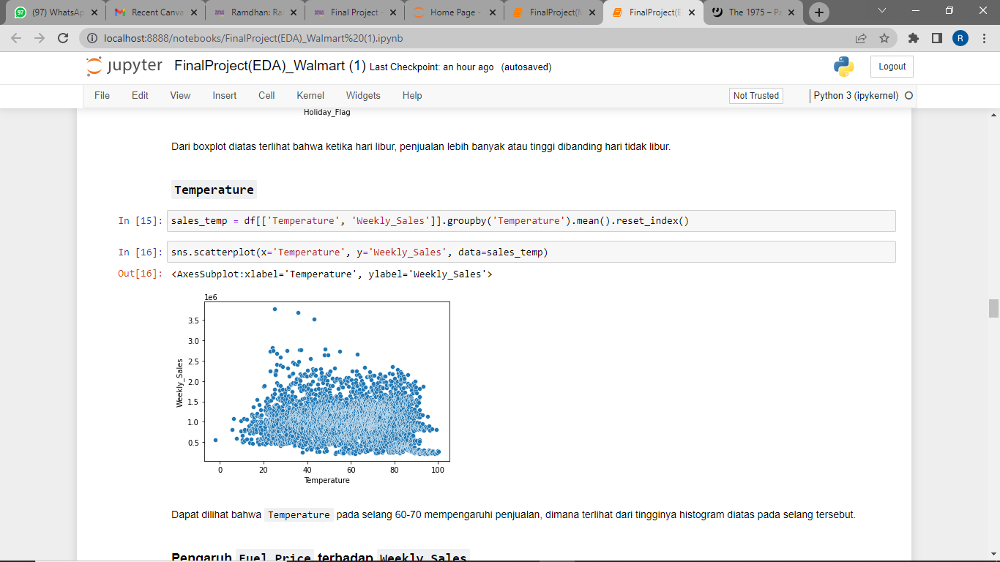 (97) WhatsAp
Recent Canva
Ramdhan: Ra
Final Project -
Home Page -
FinalProject(
FinalProject(E
The 1975 – Pa
localhost:8888/notebooks/FinalProject(EDA)_Walmart%20(1).ipynb
R
jupyter FinalProject(EDA)_Walmart (1) Last Checkpoint: an hour ago (autosaved)
Logout
File Edit View Insert Cell Kernel Widgets Help
Not Trusted
Python 3 (ipykernel)
Holiday_Flag
Dari boxplot diatas terlihat bahwa ketika hari libur, penjualan lebih banyak atau tinggi dibanding hari tidak libur.
Temperature
In [15]: sales_temp = df[['Temperature', 'Weekly_Sales']].groupby('Temperature').mean().reset_index()
In [16]: sns.scatterplot(x='Temperature', y='Weekly_Sales', data=sales_temp)
Out[16]: <AxesSubplot:xlabel='Temperature', ylabel='Weekly_Sales'>
1e6
3.5
3.0
2.5
2.0
1.5
1.0
0.5
Weekly_Sales
0 20 40 60 80 100
Temperature
Dapat dilihat bahwa Temperature pada selang 60-70 mempengaruhi penjualan, dimana terlihat dari tingginya histogram diatas pada selang tersebut.
Pengaruh Fuel_Price terhadap Weekly_Sales